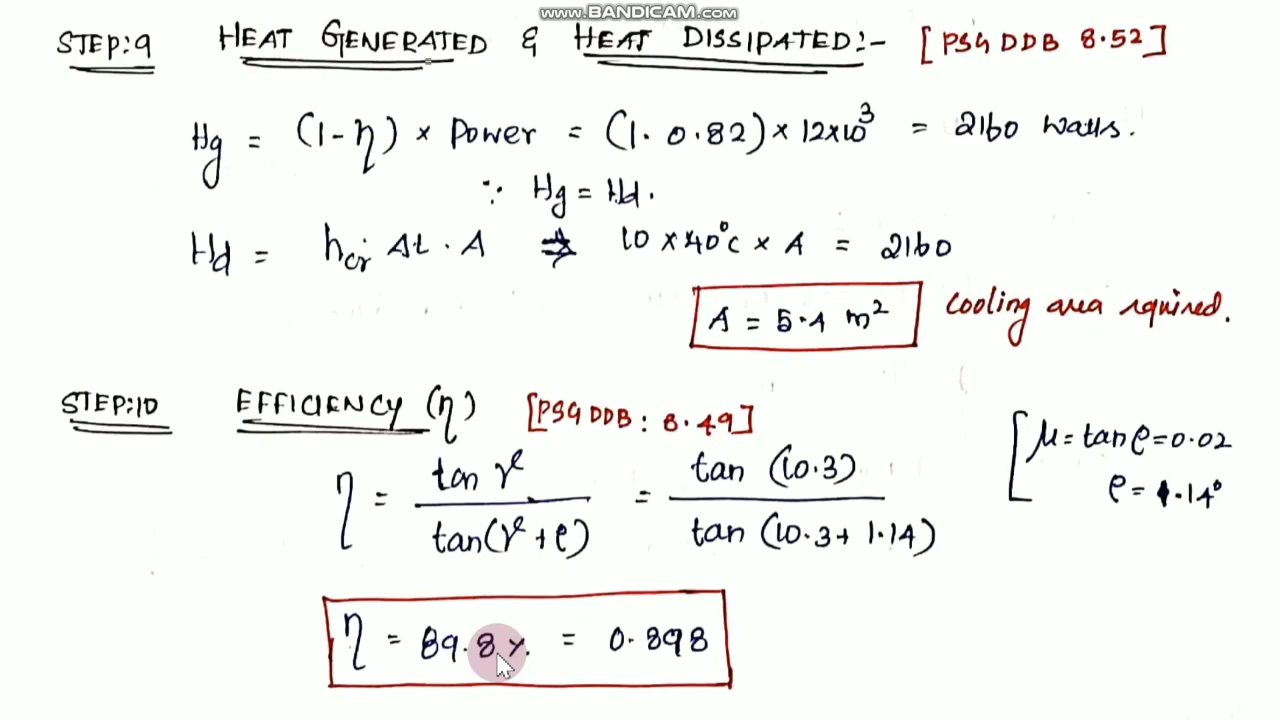 www.BANDICAM.com
STEP:9 HEAT GENERATED & HEAT DISSIPATED:- [PSG DDB 8.52]
Hg = (1-η) × Power = (1. 0.82) × 12×10³ = 2160 watts.
∵ Hg = Hd.
Hd = hcr. Δt . A ⇒ 10 × 40°c × A = 2160
A = 5.4 m² cooling area rquired.
STEP:10 EFFICIENCY (η) [PSG DDB : 8.49]
η = tan γ / tan(γ+ρ) = tan (10.3) / tan (10.3+ 1.14)
[μ = tan ρ = 0.02
ρ = 1.14°
η = 89.8 %. = 0.898